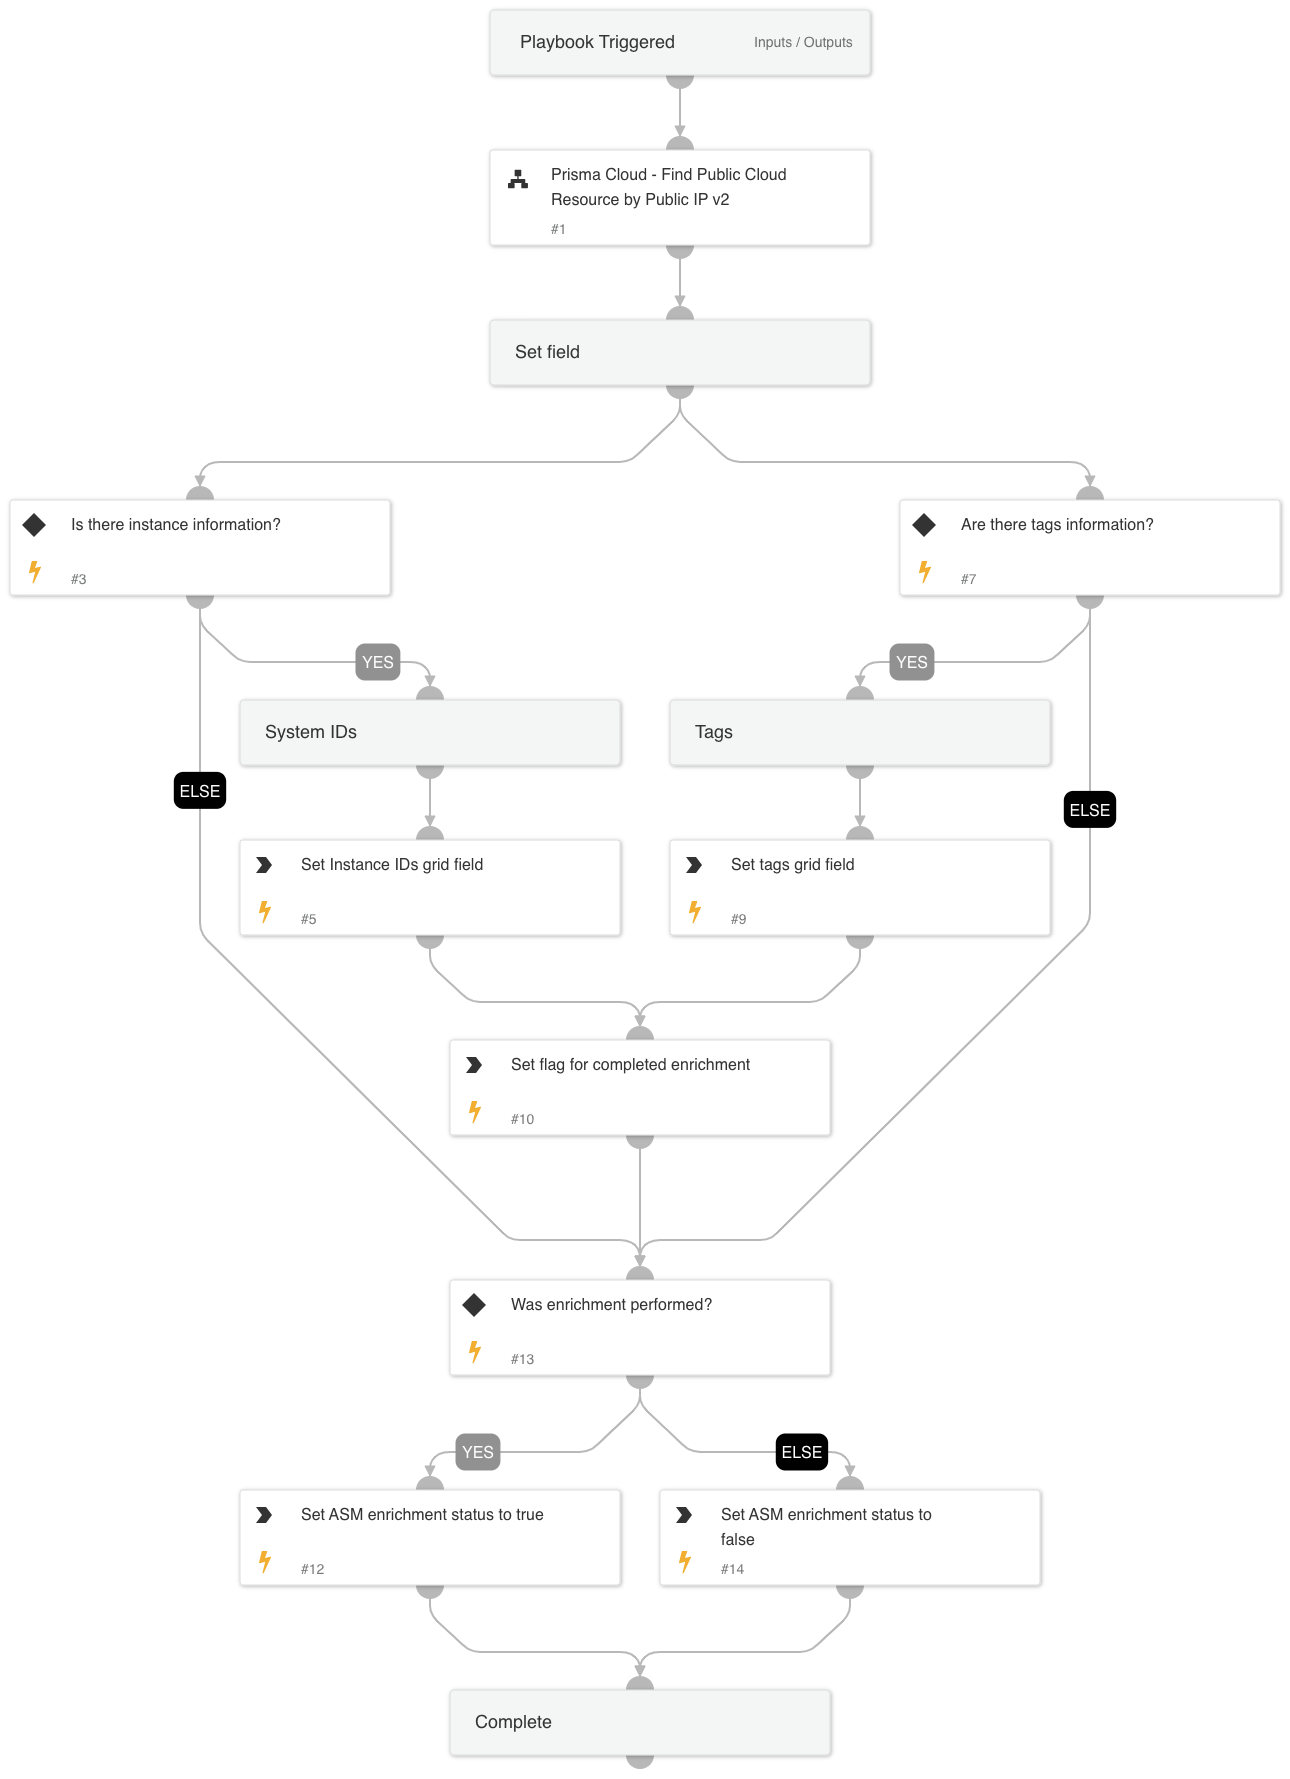 Playbook Triggered
Inputs / Outputs
Prisma Cloud - Find Public Cloud
Resource by Public IP v2
#1
Set field
Is there instance information?
#3
Are there tags information?
#7
YES
YES
System IDs
Tags
ELSE
ELSE
Set Instance IDs grid field
#5
Set tags grid field
#9
Set flag for completed enrichment
#10
Was enrichment performed?
#13
YES
ELSE
Set ASM enrichment status to true
#12
Set ASM enrichment status to
false
#14
Complete